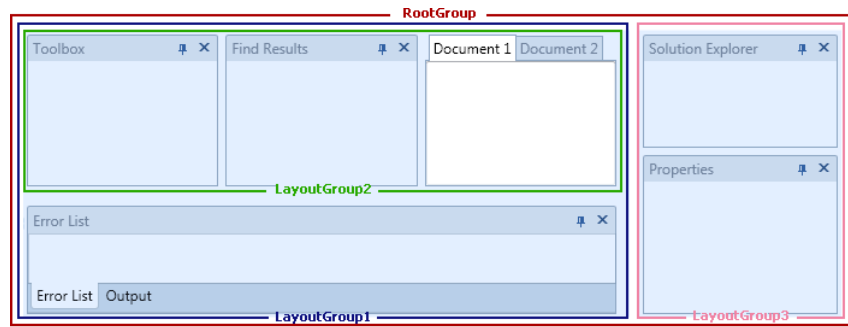 RootGroup
Toolbox
Find Results
Document 1
Document 2
Solution Explorer
Properties
LayoutGroup2
Error List
Error List
Output
LayoutGroup1
LayoutGroup3